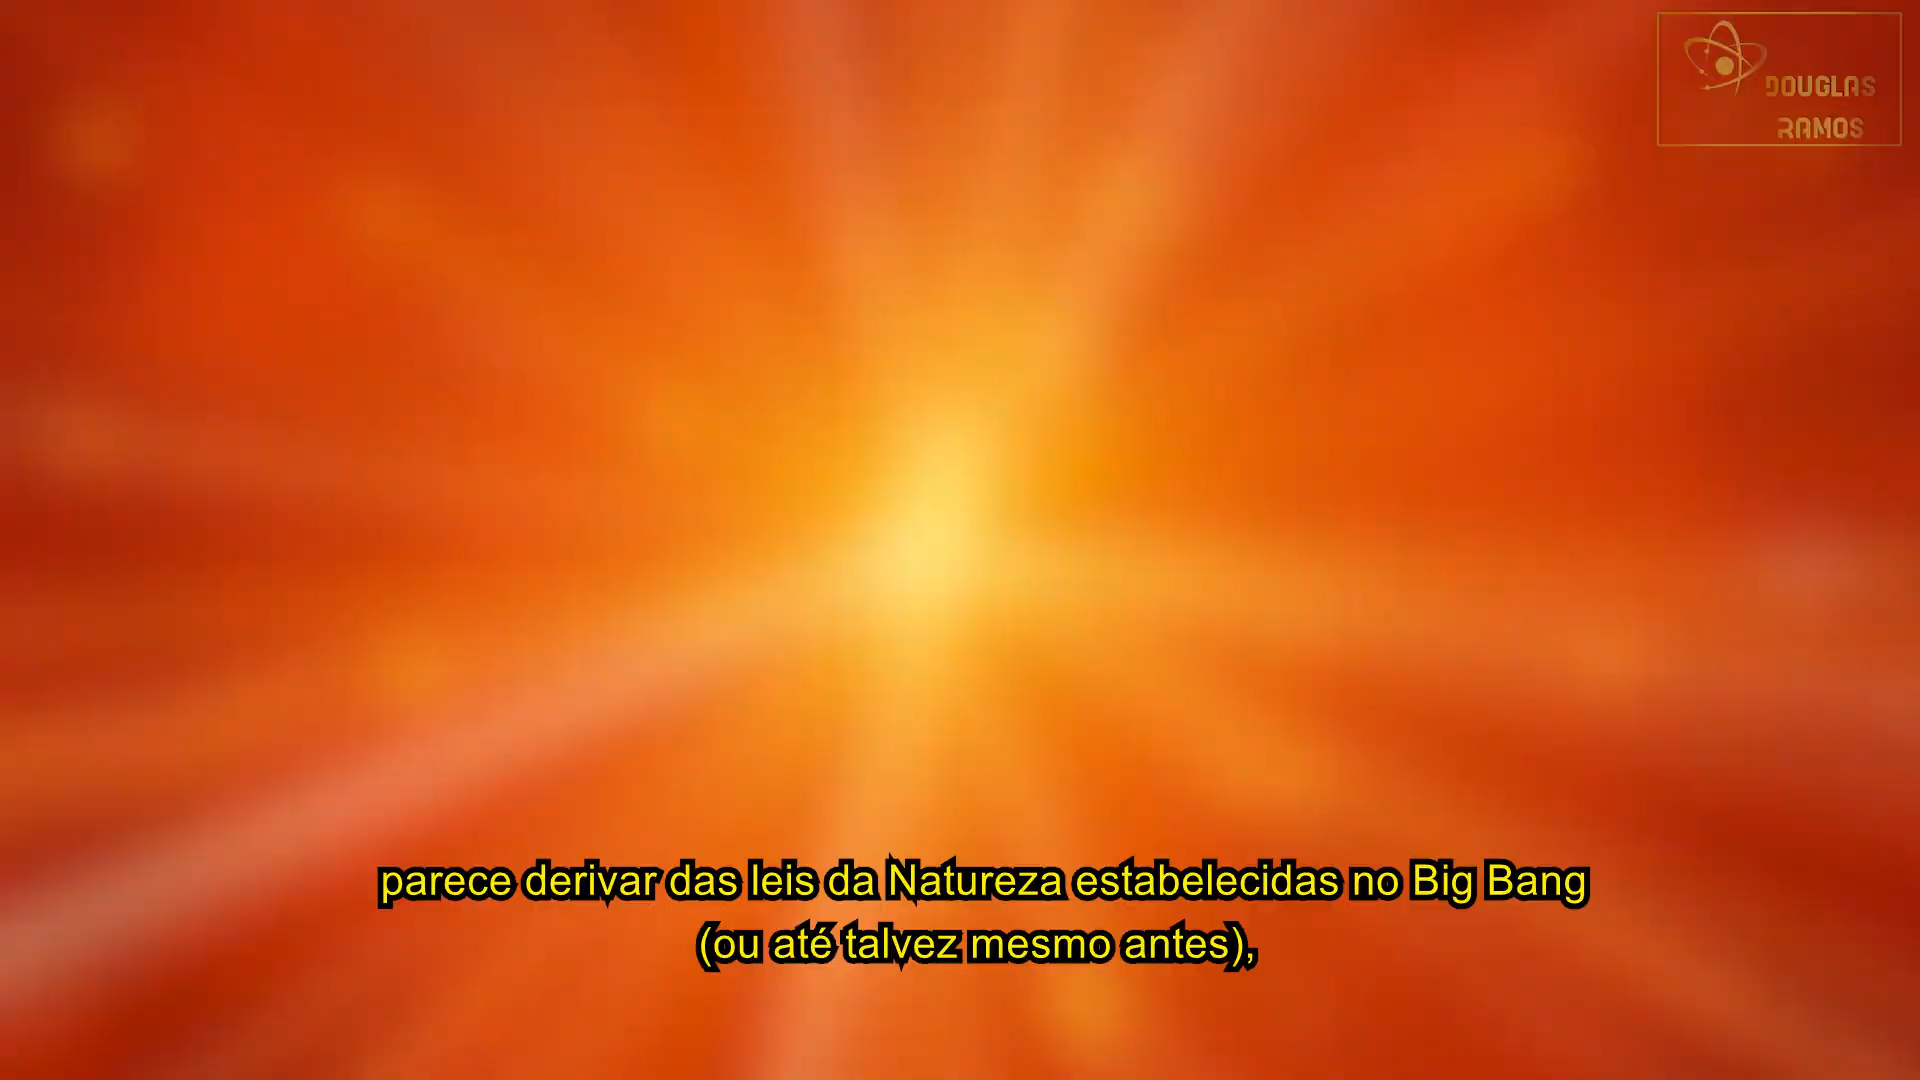 DOUGLAS
RAMOS
parece derivar das leis da Natureza estabelecidas no Big Bang
(ou até talvez mesmo antes),